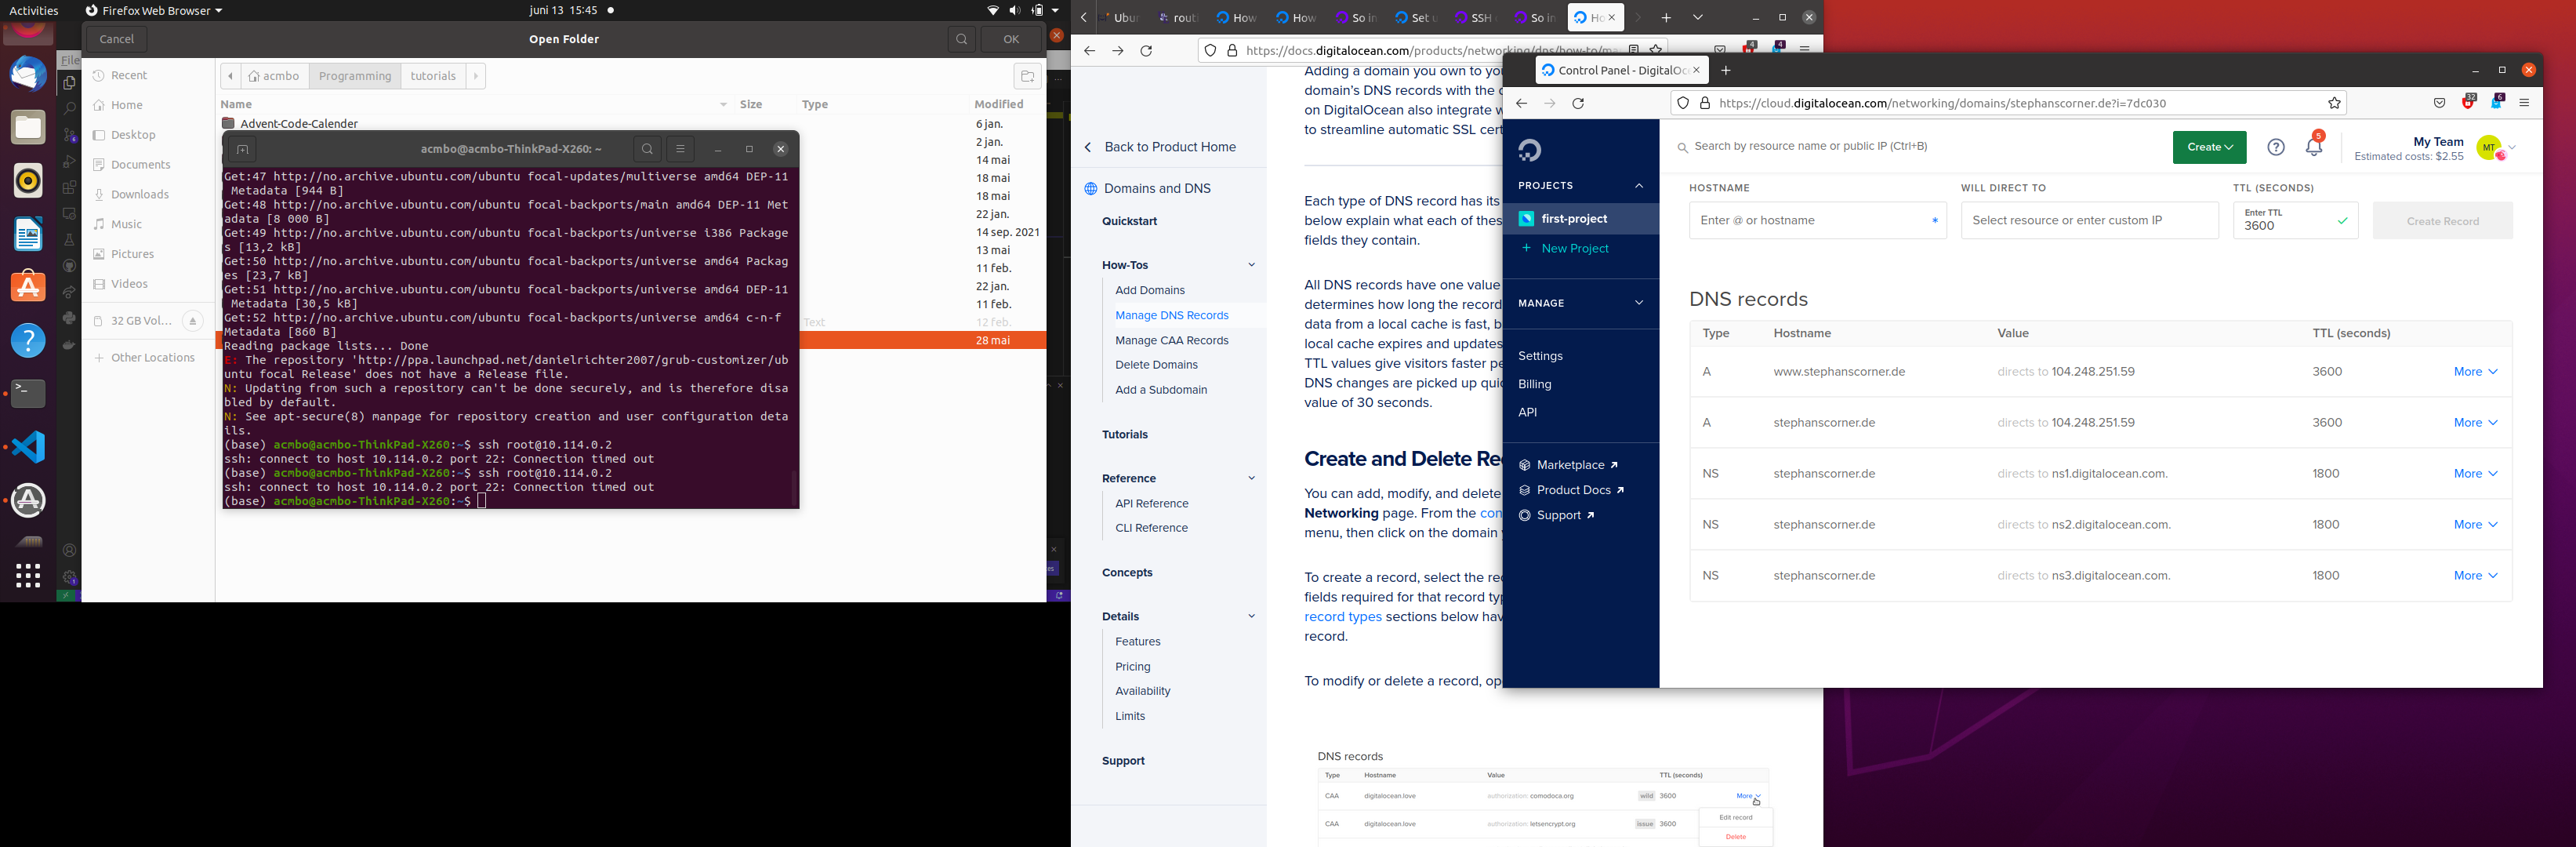 Activities
Firefox Web Browser
juni 13 15:45
Cancel
Open Folder
OK
File
Recent
Home
Desktop
Documents
Downloads
Music
Pictures
Videos
32 GB Vol...
Other Locations
acmbo
Programming
tutorials
Name
Size
Type
Modified
Advent-Code-Calender
6 jan.
2 jan.
14 mai
18 mai
18 mai
22 jan.
14 sep. 2021
13 mai
11 feb.
22 jan.
11 feb.
Text
12 feb.
28 mai
acmbo@acmbo-ThinkPad-X260: ~
Get:47 http://no.archive.ubuntu.com/ubuntu focal-updates/multiverse amd64 DEP-11
Metadata [944 B]
Get:48 http://no.archive.ubuntu.com/ubuntu focal-backports/main amd64 DEP-11 Met
adata [8 000 B]
Get:49 http://no.archive.ubuntu.com/ubuntu focal-backports/universe i386 Package
s [13,2 kB]
Get:50 http://no.archive.ubuntu.com/ubuntu focal-backports/universe amd64 Packag
es [23,7 kB]
Get:51 http://no.archive.ubuntu.com/ubuntu focal-backports/universe amd64 DEP-11
Metadata [30,5 kB]
Get:52 http://no.archive.ubuntu.com/ubuntu focal-backports/universe amd64 c-n-f
Metadata [860 B]
Reading package lists... Done
E: The repository 'http://ppa.launchpad.net/danielrichter2007/grub-customizer/ub
untu focal Release' does not have a Release file.
N: Updating from such a repository can't be done securely, and is therefore disa
bled by default.
N: See apt-secure(8) manpage for repository creation and user configuration deta
ils.
(base) acmbo@acmbo-ThinkPad-X260:~$ ssh root@10.114.0.2
ssh: connect to host 10.114.0.2 port 22: Connection timed out
(base) acmbo@acmbo-ThinkPad-X260:~$ ssh root@10.114.0.2
ssh: connect to host 10.114.0.2 port 22: Connection timed out
(base) acmbo@acmbo-ThinkPad-X260:~$
Ubun
routi
How
How
So in
Set u
SSH
So in
Ho
https://docs.digitalocean.com/products/networking/dns/how-to/ma
4
4
Back to Product Home
Domains and DNS
Quickstart
How-Tos
Add Domains
Manage DNS Records
Manage CAA Records
Delete Domains
Add a Subdomain
Tutorials
Reference
API Reference
CLI Reference
Concepts
Details
Features
Pricing
Availability
Limits
Support
Adding a domain you own to you
domain's DNS records with the c
on DigitalOcean also integrate w
to streamline automatic SSL cert
Each type of DNS record has its
below explain what each of these
fields they contain.
All DNS records have one value
determines how long the record
data from a local cache is fast, b
local cache expires and updates
TTL values give visitors faster pe
DNS changes are picked up quic
value of 30 seconds.
Create and Delete Rec
You can add, modify, and delete
Networking page. From the con
menu, then click on the domain y
To create a record, select the rec
fields required for that record typ
record types sections below hav
record.
To modify or delete a record, op
DNS records
Type
Hostname
Value
TTL (seconds)
CAA
digitalocean.love
authorization: comodoca.org
wild
3600
More
CAA
digitalocean.love
authorization: letsencrypt.org
issue
3600
Edit record
Delete
Control Panel - DigitalOce
https://cloud.digitalocean.com/networking/domains/stephanscorner.de?i=7dc030
32
6
PROJECTS
first-project
New Project
MANAGE
Settings
Billing
API
Marketplace
Product Docs
Support
Search by resource name or public IP (Ctrl+B)
Create
5
My Team
Estimated costs: $2.55
MT
HOSTNAME
WILL DIRECT TO
TTL (SECONDS)
Enter @ or hostname
*
Select resource or enter custom IP
Enter TTL
3600
Create Record
DNS records
Type Hostname Value TTL (seconds)
A www.stephanscorner.de directs to 104.248.251.59 3600 More
A stephanscorner.de directs to 104.248.251.59 3600 More
NS stephanscorner.de directs to ns1.digitalocean.com. 1800 More
NS stephanscorner.de directs to ns2.digitalocean.com. 1800 More
NS stephanscorner.de directs to ns3.digitalocean.com. 1800 More